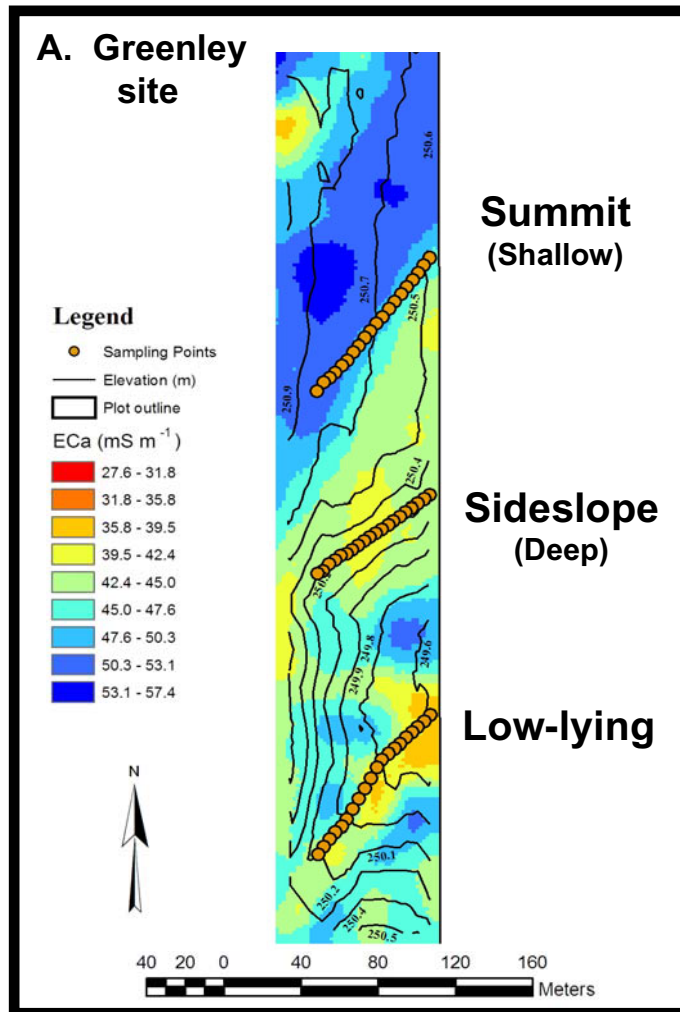 A. Greenley
site
250.6
Summit
(Shallow)
250.7
250.5
Legend
Sampling Points
Elevation (m)
Plot outline
ECa (mS m⁻¹)
27.6 - 31.8
31.8 - 35.8
35.8 - 39.5
39.5 - 42.4
42.4 - 45.0
45.0 - 47.6
47.6 - 50.3
50.3 - 53.1
53.1 - 57.4
250.9
250.4
Sideslope
(Deep)
249.8
249.6
249.9
Low-lying
N
250.1
250.2
250.4
250.5
40 20 0 40 80 120 160
Meters